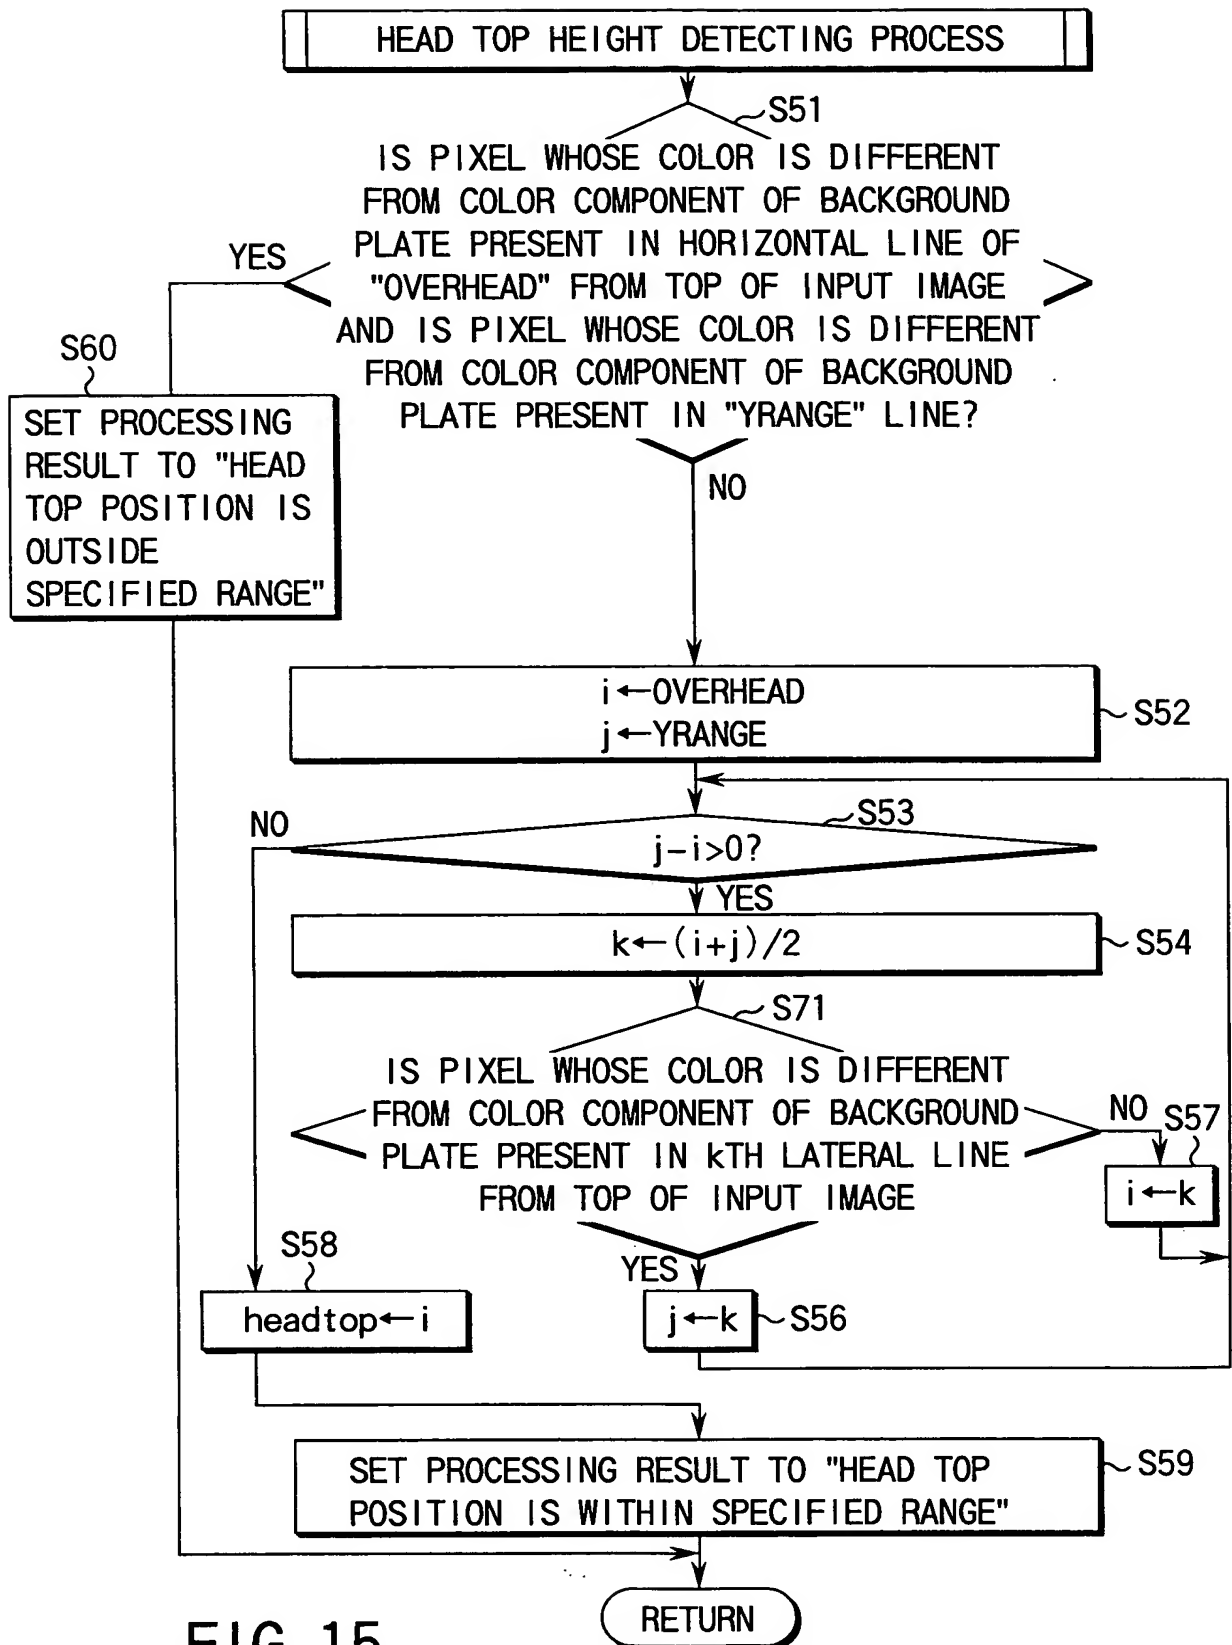 HEAD TOP HEIGHT DETECTING PROCESS
S51
IS PIXEL WHOSE COLOR IS DIFFERENT
FROM COLOR COMPONENT OF BACKGROUND
PLATE PRESENT IN HORIZONTAL LINE OF
"OVERHEAD" FROM TOP OF INPUT IMAGE
AND IS PIXEL WHOSE COLOR IS DIFFERENT
FROM COLOR COMPONENT OF BACKGROUND
PLATE PRESENT IN "YRANGE" LINE?
YES
NO
S60
SET PROCESSING
RESULT TO "HEAD
TOP POSITION IS
OUTSIDE
SPECIFIED RANGE"
i←OVERHEAD
j←YRANGE
S52
S53
NO
j-i>0?
YES
k←(i+j)/2
S54
S71
IS PIXEL WHOSE COLOR IS DIFFERENT
FROM COLOR COMPONENT OF BACKGROUND
PLATE PRESENT IN kTH LATERAL LINE
FROM TOP OF INPUT IMAGE
NO
S57
i←k
YES
S58
headtop←i
j←k
S56
SET PROCESSING RESULT TO "HEAD TOP
POSITION IS WITHIN SPECIFIED RANGE"
S59
RETURN
FIG. 15